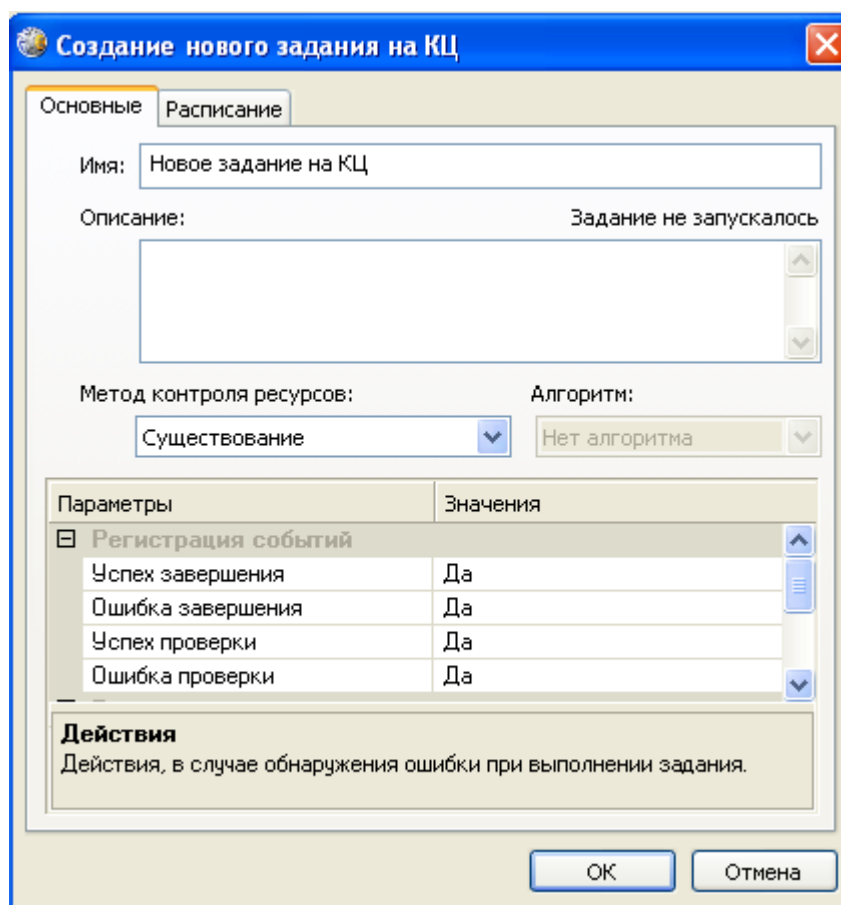 Создание нового задания на КЦ
Основные Расписание
Имя: Новое задание на КЦ
Описание: Задание не запускалось
Метод контроля ресурсов: Алгоритм:
Существование Нет алгоритма
Параметры Значения
Регистрация событий
Успех завершения Да
Ошибка завершения Да
Успех проверки Да
Ошибка проверки Да
Действия
Действия, в случае обнаружения ошибки при выполнении задания.
ОК Отмена